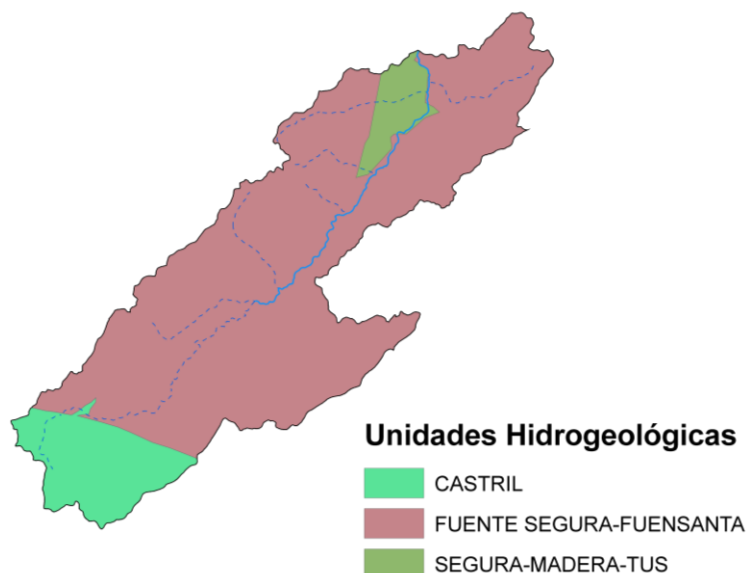 Unidades Hidrogeológicas
CASTRIL
FUENTE SEGURA-FUENSANTA
SEGURA-MADERA-TUS